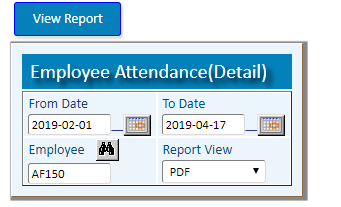 View Report
Employee Attendance(Detail)
From Date To Date
2019-02-01 2019-04-17
Employee Report View
AF150 PDF